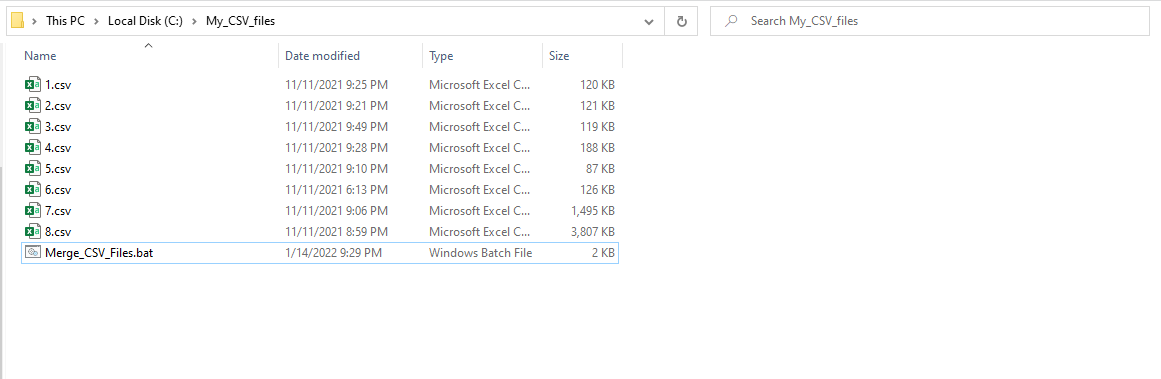 This PC > Local Disk (C:) > My_CSV_files Search My_CSV_files
Name Date modified Type Size
1.csv 11/11/2021 9:25 PM Microsoft Excel C... 120 KB
2.csv 11/11/2021 9:21 PM Microsoft Excel C... 121 KB
3.csv 11/11/2021 9:49 PM Microsoft Excel C... 119 KB
4.csv 11/11/2021 9:28 PM Microsoft Excel C... 188 KB
5.csv 11/11/2021 9:10 PM Microsoft Excel C... 87 KB
6.csv 11/11/2021 6:13 PM Microsoft Excel C... 126 KB
7.csv 11/11/2021 9:06 PM Microsoft Excel C... 1,495 KB
8.csv 11/11/2021 8:59 PM Microsoft Excel C... 3,807 KB
Merge_CSV_Files.bat 1/14/2022 9:29 PM Windows Batch File 2 KB